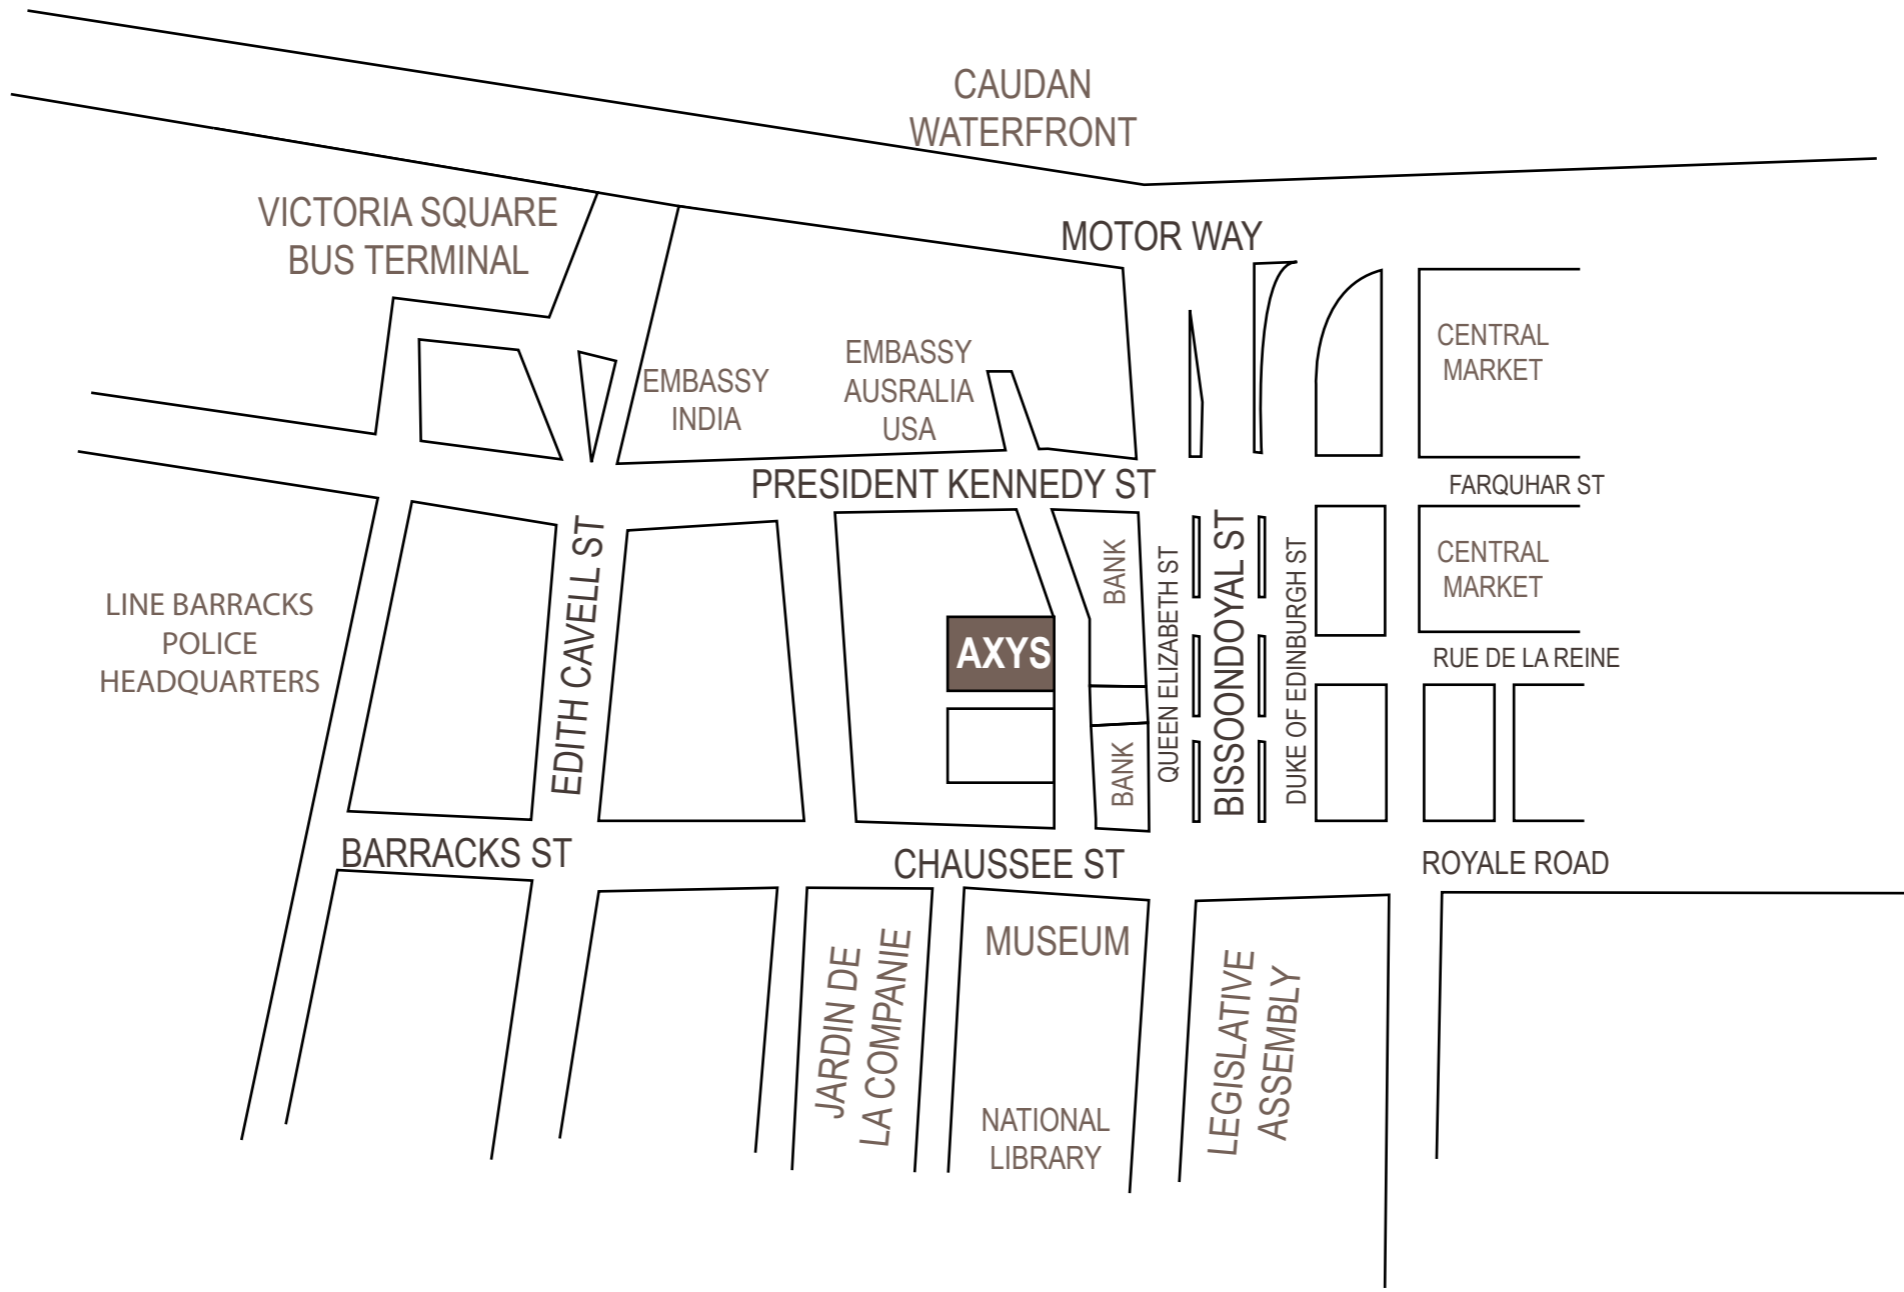 CAUDAN
WATERFRONT
VICTORIA SQUARE
BUS TERMINAL
MOTOR WAY
EMBASSY
INDIA
EMBASSY
AUSRALIA
USA
CENTRAL
MARKET
PRESIDENT KENNEDY ST
FARQUHAR ST
LINE BARRACKS
POLICE
HEADQUARTERS
EDITH CAVELL ST
AXYS
BANK
BANK
QUEEN ELIZABETH ST
BISSOONDOYAL ST
DUKE OF EDINBURGH ST
CENTRAL
MARKET
RUE DE LA REINE
BARRACKS ST
CHAUSSEE ST
ROYALE ROAD
JARDIN DE
LA COMPANIE
MUSEUM
NATIONAL
LIBRARY
LEGISLATIVE
ASSEMBLY